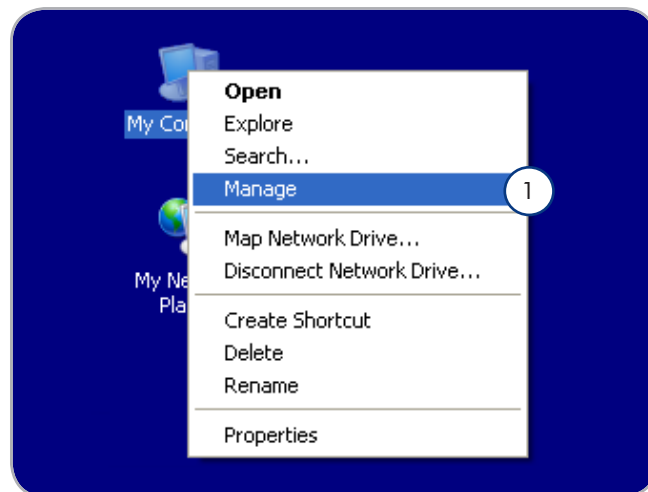 My Co
Open
Explore
Search...
Manage
1
Map Network Drive...
Disconnect Network Drive...
My Ne
Pla
Create Shortcut
Delete
Rename
Properties